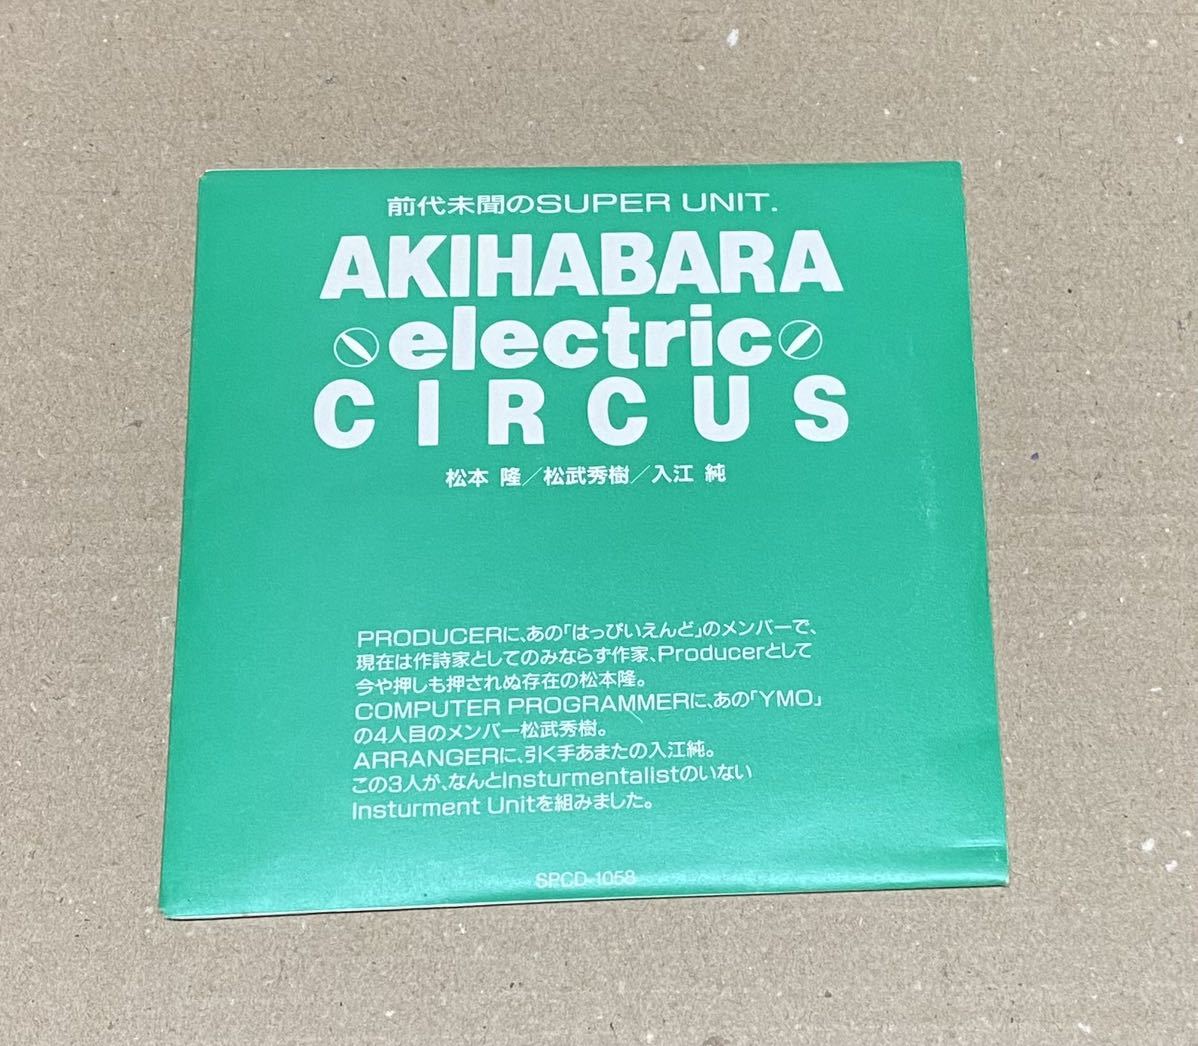 前代未聞のSUPER UNIT.
AKIHABARA
electric
CIRCUS
松本 隆／松武秀樹／入江 純
PRODUCERに、あの「はっぴいえんど」のメンバーで、
現在は作詩家としてのみならず作家、Producerとして
今や押しも押されぬ存在の松本隆。
COMPUTER PROGRAMMERに、あの「YMO」
の4人目のメンバー松武秀樹。
ARRANGERに、引く手あまたの入江純。
この3人が、なんとInsturmentalistのいない
Insturment Unitを組みました。
SPCD-1058